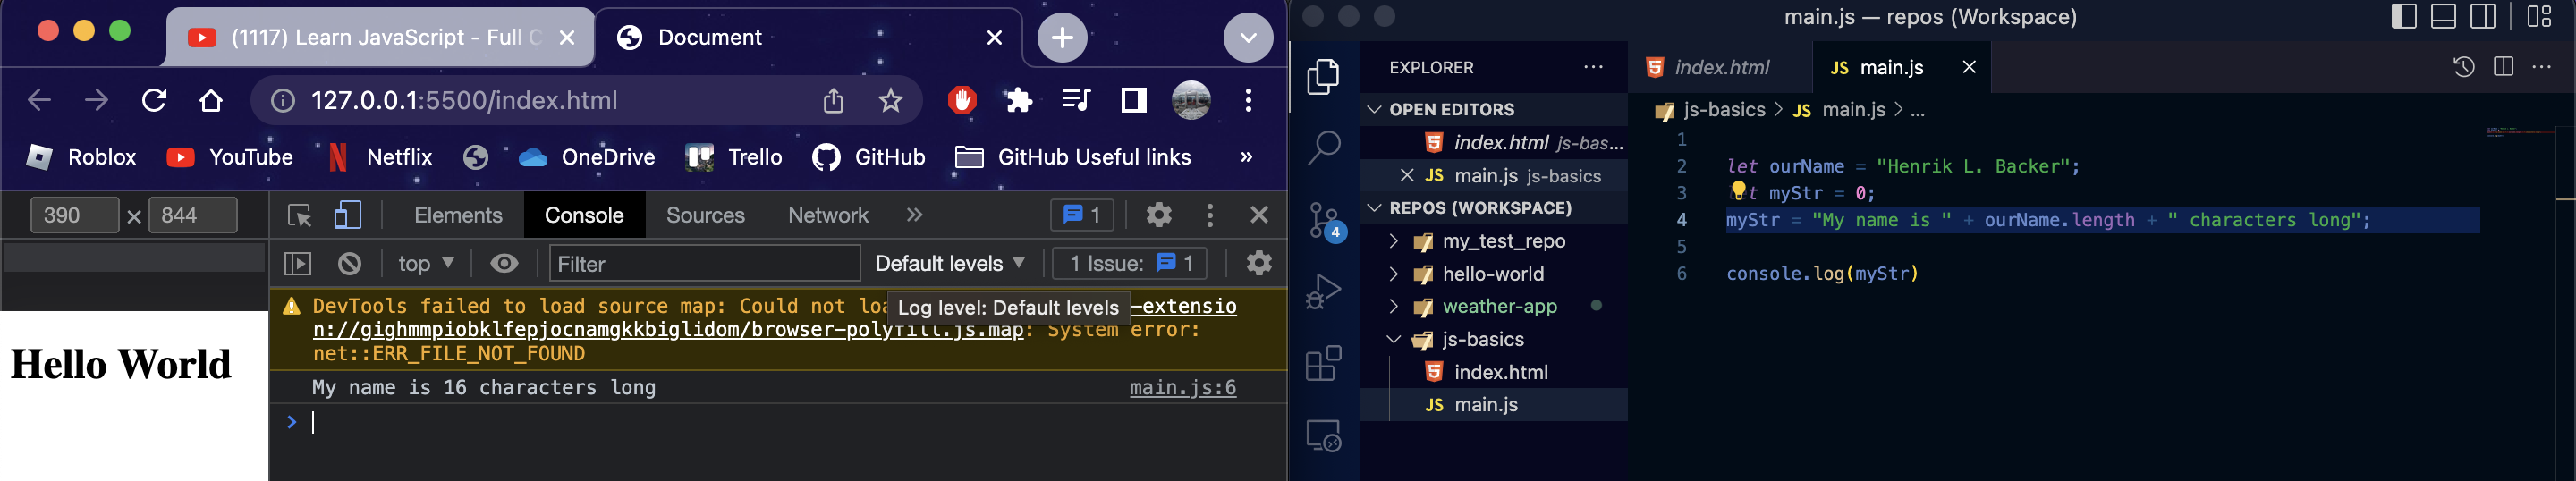 (1117) Learn JavaScript - Full C
Document
127.0.0.1:5500/index.html
Roblox YouTube Netflix OneDrive Trello GitHub GitHub Useful links »
390 × 844
Elements Console Sources Network » 1
top Filter Default levels 1 Issue: 1
DevTools failed to load source map: Could not loa
-extensio
Log level: Default levels
n://gighmmpiobklfepjocnamgkkbiglidom/browser-polyfill.js.map: System error:
net::ERR_FILE_NOT_FOUND
My name is 16 characters long main.js:6
>
Hello World
main.js — repos (Workspace)
EXPLORER ...
OPEN EDITORS
index.html js-bas...
JS main.js js-basics
REPOS (WORKSPACE)
my_test_repo
hello-world
weather-app
js-basics
index.html
JS main.js
4
index.html
JS main.js
js-basics > JS main.js > ...
1
2 let ourName = "Henrik L. Backer";
3 let myStr = 0;
4 myStr = "My name is " + ourName.length + " characters long";
5
6 console.log(myStr)